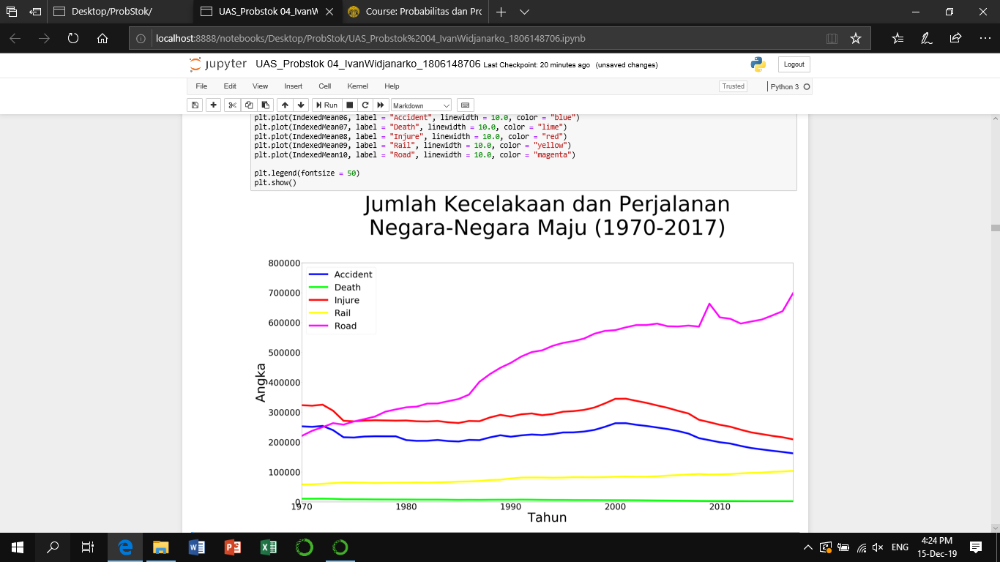 Desktop/ProbStok/
UAS_Probstok 04_IvanW
Course: Probabilitas dan Pro
localhost:8888/notebooks/Desktop/ProbStok/UAS_Probstok%2004_IvanWidjanarko_1806148706.ipynb
jupyter UAS_Probstok 04_IvanWidjanarko_1806148706 Last Checkpoint: 20 minutes ago (unsaved changes)
Logout
File Edit View Insert Cell Kernel Help
Trusted
Python 3
Run
Markdown
plt.plot(IndexedMean06, label = "Accident", linewidth = 10.0, color = "blue")
plt.plot(IndexedMean07, label = "Death", linewidth = 10.0, color = "lime")
plt.plot(IndexedMean08, label = "Injure", linewidth = 10.0, color = "red")
plt.plot(IndexedMean09, label = "Rail", linewidth = 10.0, color = "yellow")
plt.plot(IndexedMean10, label = "Road", linewidth = 10.0, color = "magenta")
plt.legend(fontsize = 50)
plt.show()
Jumlah Kecelakaan dan Perjalanan
Negara-Negara Maju (1970-2017)
800000
700000
600000
500000
400000
300000
200000
100000
0
Angka
Accident
Death
Injure
Rail
Road
1970 1980 1990 2000 2010
Tahun
4:24 PM
ENG
15-Dec-19